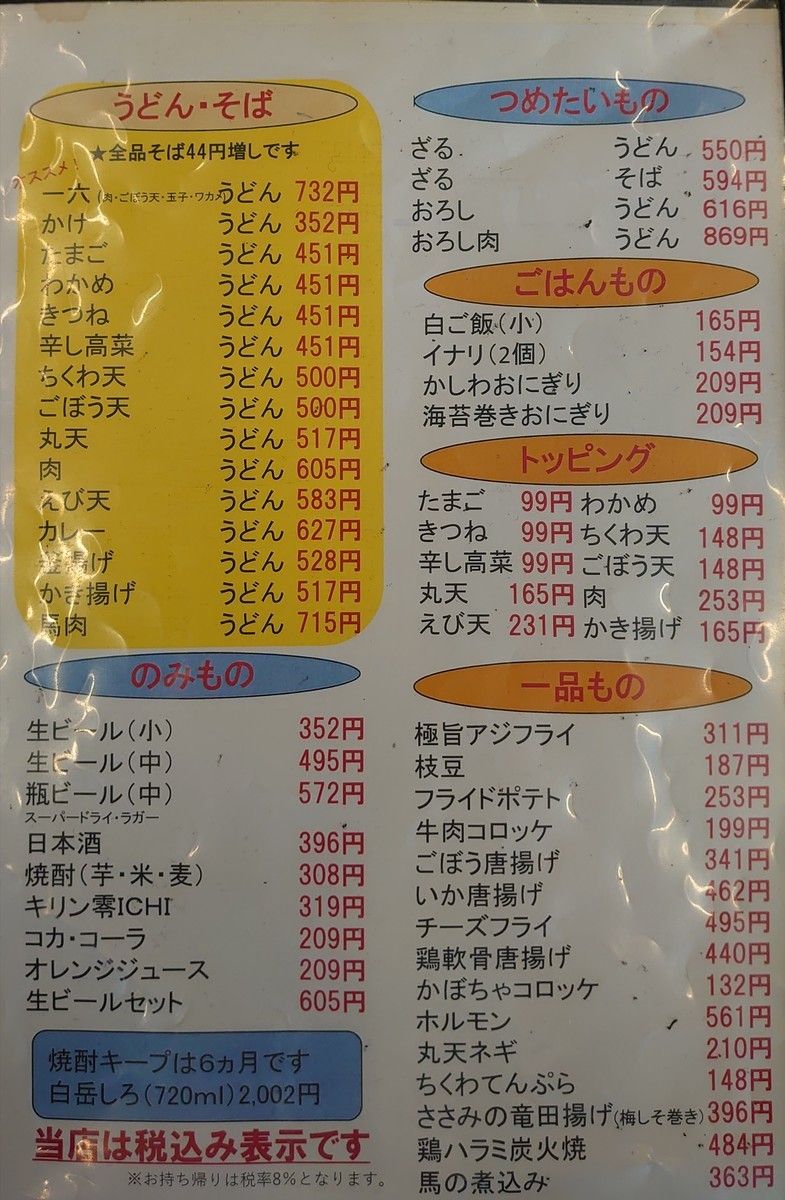 うどん・そば
★全品そば44円増しです
オススメ!
一六(肉・ごぼう天・玉子・ワカメ)うどん 732円
かけ うどん 352円
たまご うどん 451円
わかめ うどん 451円
きつね うどん 451円
辛し高菜 うどん 451円
ちくわ天 うどん 500円
ごぼう天 うどん 500円
丸天 うどん 517円
肉 うどん 605円
えび天 うどん 583円
カレー うどん 627円
釜揚げ うどん 528円
かき揚げ うどん 517円
馬肉 うどん 715円
のみもの
生ビール(小) 352円
生ビール(中) 495円
瓶ビール(中) 572円
スーパードライ・ラガー
日本酒 396円
焼酎(芋・米・麦) 308円
キリン零ICHI 319円
コカ・コーラ 209円
オレンジジュース 209円
生ビールセット 605円
焼酎キープは6ヵ月です
白岳しろ(720ml)2,002円
当店は税込み表示です
※お持ち帰りは税率8%となります。
つめたいもの
ざる うどん 550円
ざる そば 594円
おろし うどん 616円
おろし肉 うどん 869円
ごはんもの
白ご飯(小) 165円
イナリ(2個) 154円
かしわおにぎり 209円
海苔巻きおにぎり 209円
トッピング
たまご 99円 わかめ 99円
きつね 99円 ちくわ天 148円
辛し高菜 99円 ごぼう天 148円
丸天 165円 肉 253円
えび天 231円 かき揚げ 165円
一品もの
極旨アジフライ 311円
枝豆 187円
フライドポテト 253円
牛肉コロッケ 199円
ごぼう唐揚げ 341円
いか唐揚げ 462円
チーズフライ 495円
鶏軟骨唐揚げ 440円
かぼちゃコロッケ 132円
ホルモン 561円
丸天ネギ 210円
ちくわてんぷら 148円
ささみの竜田揚げ(梅しそ巻き) 396円
鶏ハラミ炭火焼 484円
馬の煮込み 363円